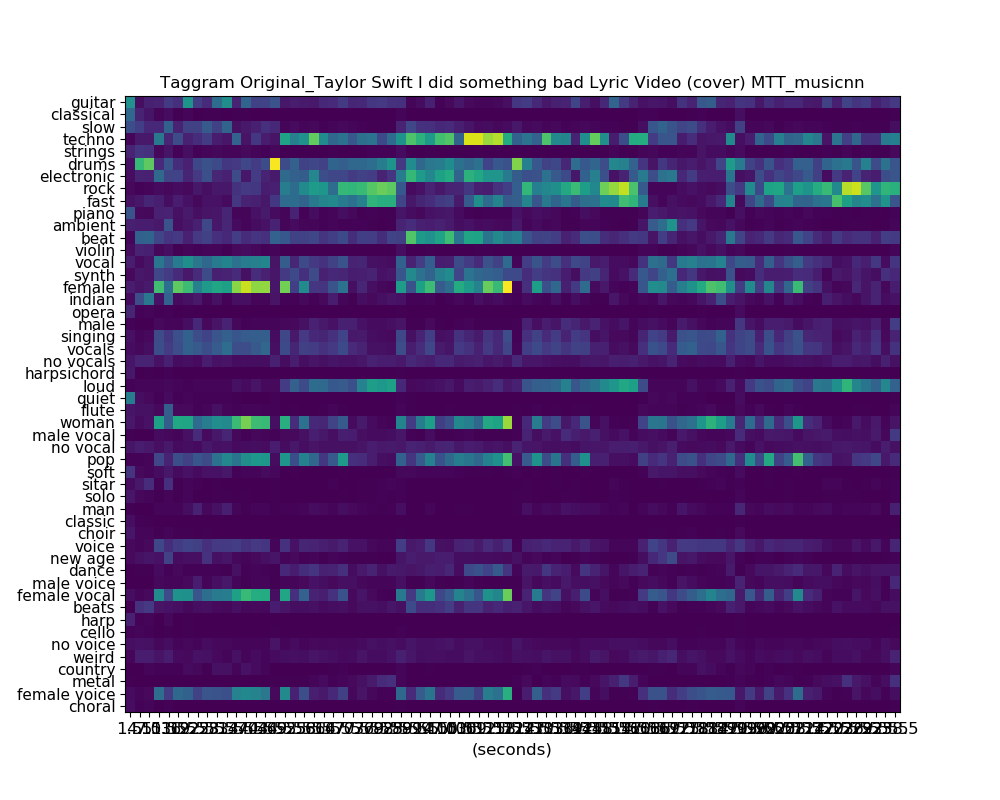 Taggram Original_Taylor Swift I did something bad Lyric Video (cover) MTT_musicnn
guitar
classical
slow
techno
strings
drums
electronic
rock
fast
piano
ambient
beat
violin
vocal
synth
female
indian
opera
male
singing
vocals
no vocals
harpsichord
loud
quiet
flute
woman
male vocal
no vocal
pop
soft
sitar
solo
man
classic
choir
voice
new age
dance
male voice
female vocal
beats
harp
cello
no voice
weird
country
metal
female voice
choral
(seconds)